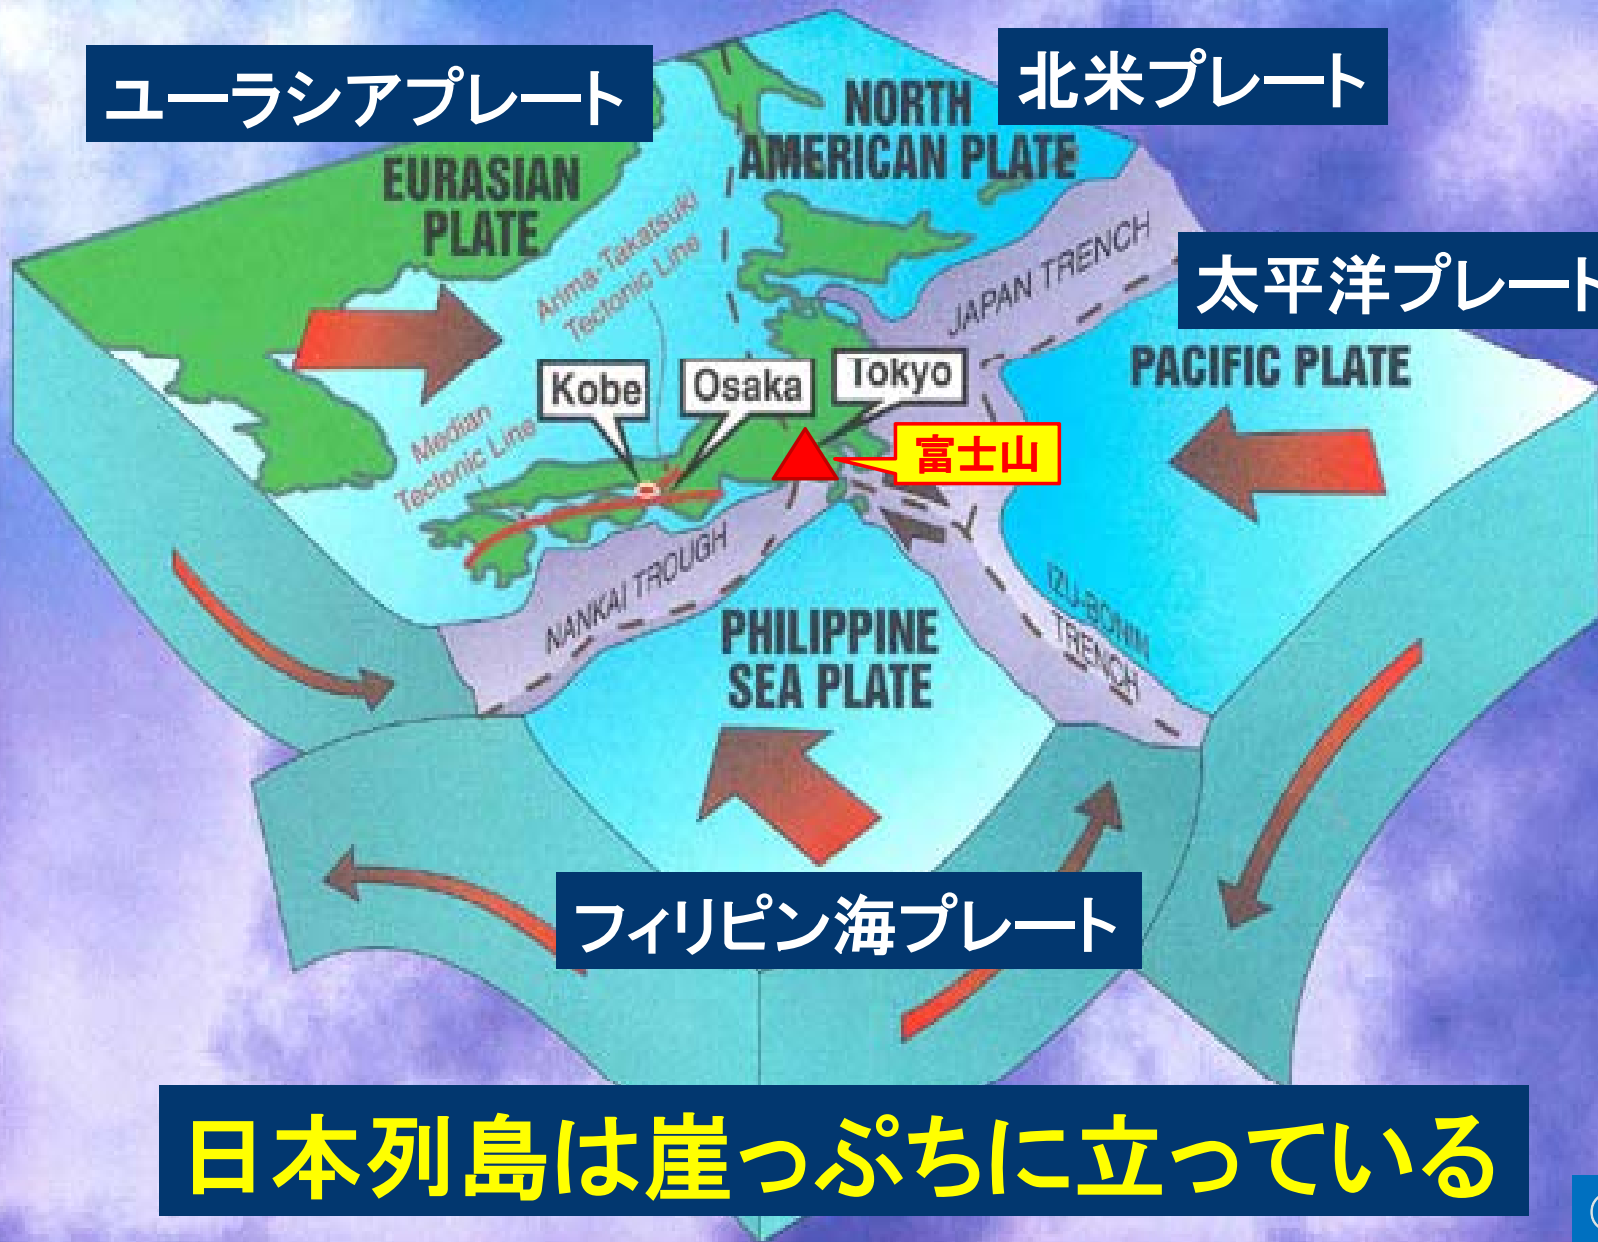 ユーラシアプレート
北米プレート
NORTH
AMERICAN PLATE
EURASIAN
PLATE
Arima-Takatsuki
Tectonic Line
JAPAN TRENCH
太平洋プレート
PACIFIC PLATE
Kobe
Osaka
Tokyo
Median
Tectonic Line
富士山
NANKAI TROUGH
IZU-BONIN
TRENCH
PHILIPPINE
SEA PLATE
フィリピン海プレート
日本列島は崖っぷちに立っている